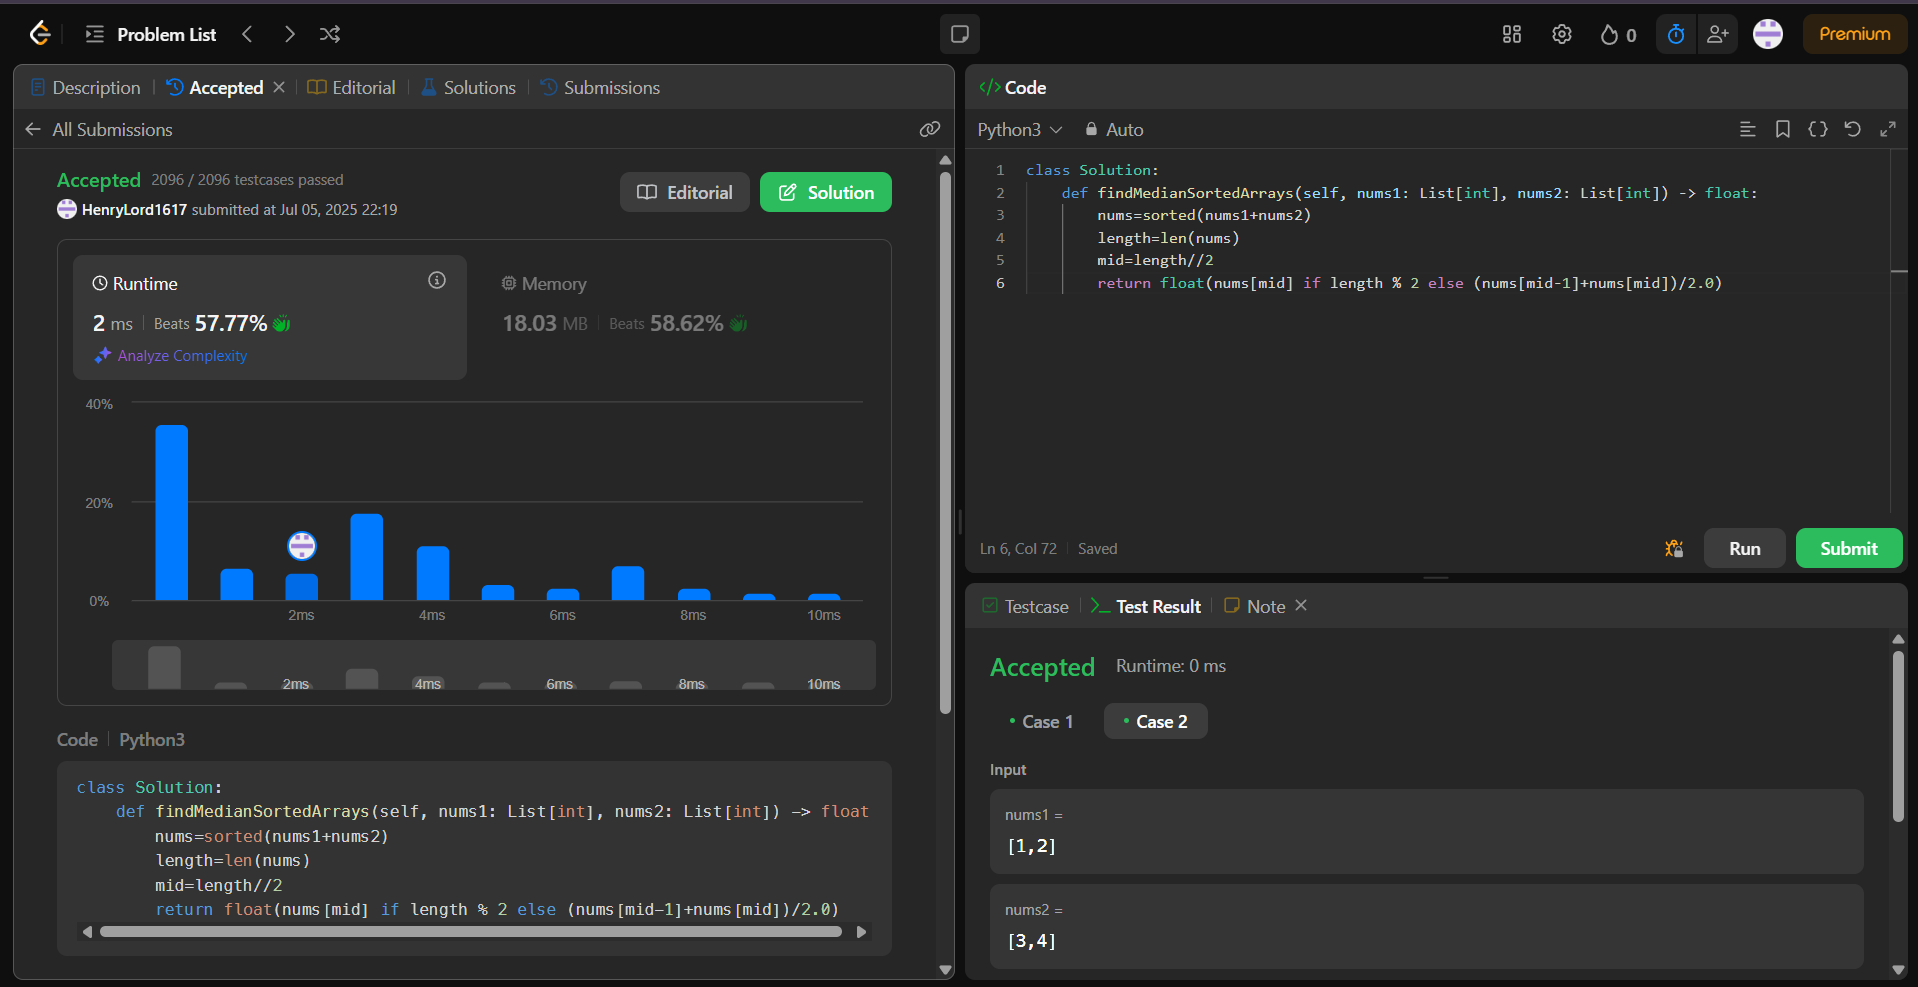 Problem List
0
Premium
Description
Accepted
Editorial
Solutions
Submissions
All Submissions
Accepted 2096 / 2096 testcases passed
HenryLord1617 submitted at Jul 05, 2025 22:19
Editorial
Solution
Runtime
2 ms
Beats 57.77%
Analyze Complexity
Memory
18.03 MB
Beats 58.62%
40%
20%
0%
2ms 4ms 6ms 8ms 10ms
2ms 4ms 6ms 8ms 10ms
Code
Python3
class Solution:
    def findMedianSortedArrays(self, nums1: List[int], nums2: List[int]) -> float
        nums=sorted(nums1+nums2)
        length=len(nums)
        mid=length//2
        return float(nums[mid] if length % 2 else (nums[mid-1]+nums[mid])/2.0)
</> Code
Python3
Auto
1 class Solution:
2     def findMedianSortedArrays(self, nums1: List[int], nums2: List[int]) -> float:
3         nums=sorted(nums1+nums2)
4         length=len(nums)
5         mid=length//2
6         return float(nums[mid] if length % 2 else (nums[mid-1]+nums[mid])/2.0)
Ln 6, Col 72
Saved
Run
Submit
Testcase
Test Result
Note
Accepted Runtime: 0 ms
• Case 1
• Case 2
Input
nums1 =
[1,2]
nums2 =
[3,4]